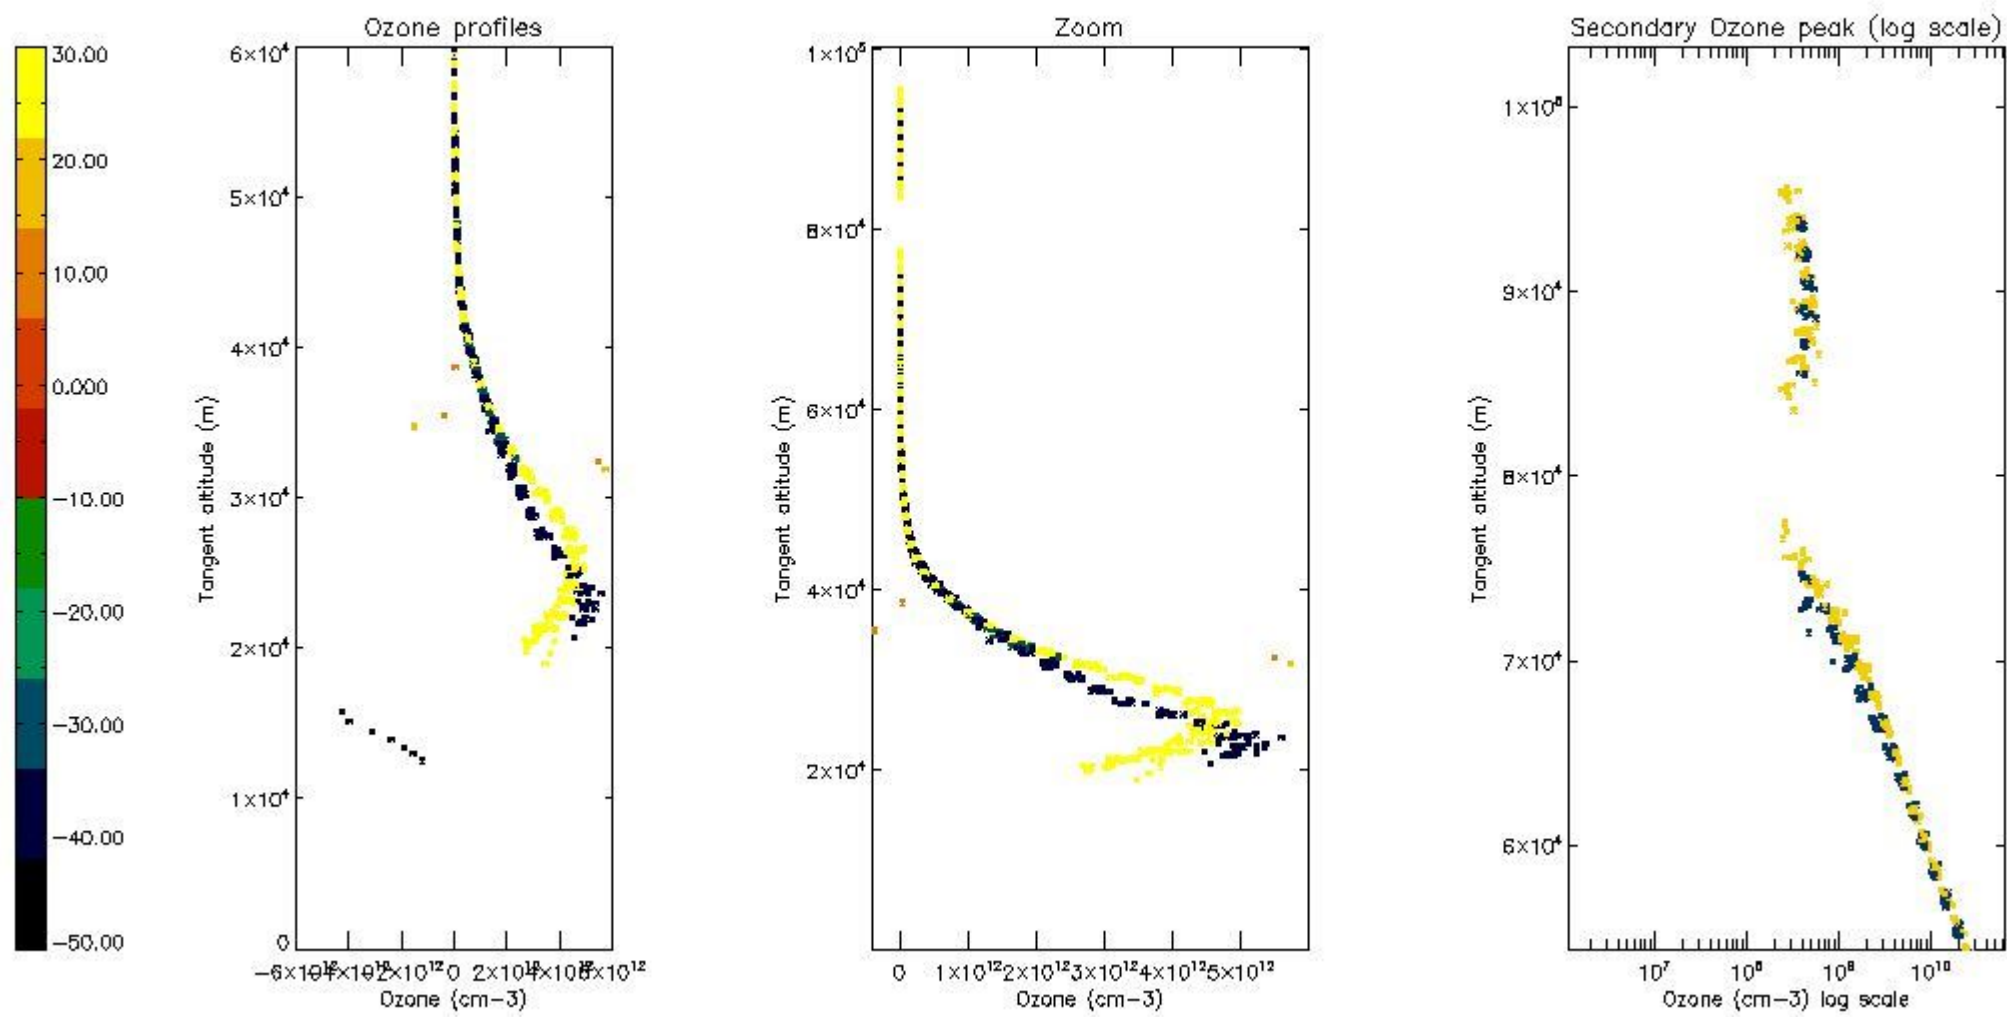 Ozone profiles
Zoom
Secondary Ozone peak (log scale)
30.00
20.00
10.00
0.000
−10.00
−20.00
−30.00
−40.00
−50.00
6×10⁴
5×10⁴
4×10⁴
3×10⁴
2×10⁴
1×10⁴
0
Tangent altitude (m)
0
Ozone (cm−3)
1×10⁵
8×10⁴
6×10⁴
4×10⁴
2×10⁴
Tangent altitude (m)
0 1×10¹² 2×10¹² 3×10¹² 4×10¹² 5×10¹²
Ozone (cm−3)
9×10⁴
8×10⁴
7×10⁴
6×10⁴
Tangent altitude (m)
10⁷ 10⁸ 10⁹ 10¹⁰
Ozone (cm−3) log scale